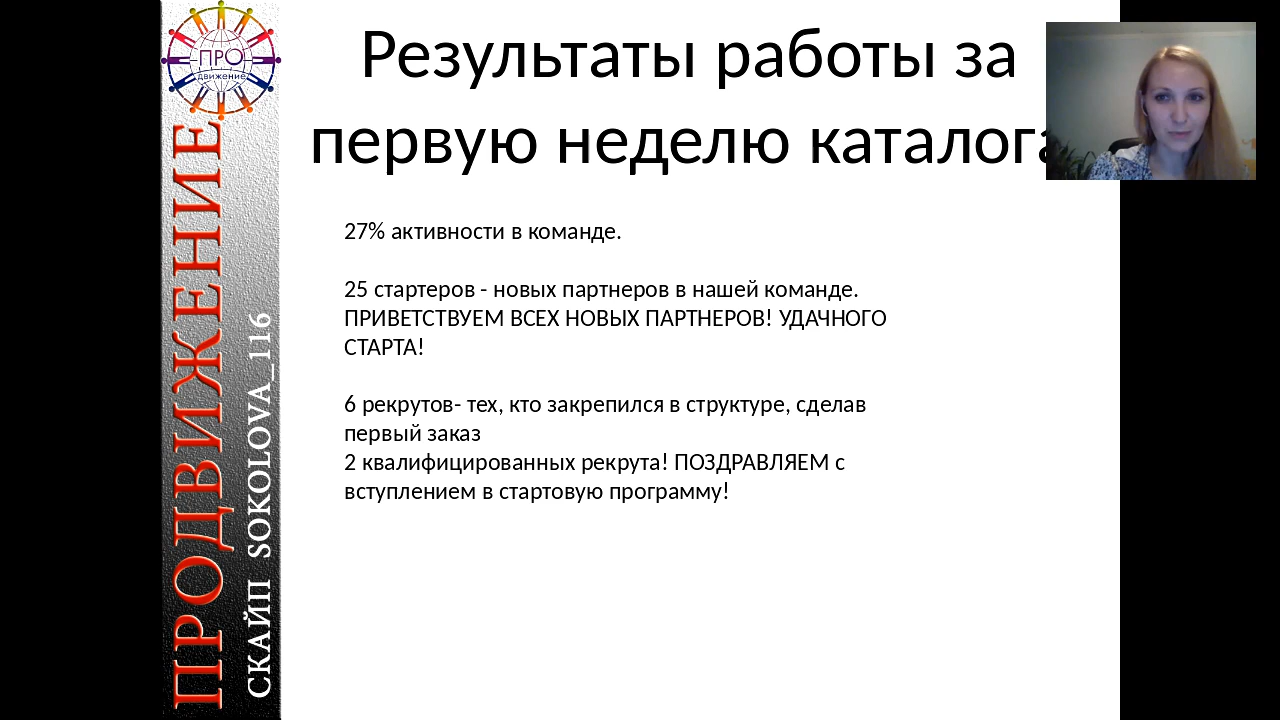 Результаты работы за
первую неделю каталога
27% активности в команде.
25 стартеров - новых партнеров в нашей команде.
ПРИВЕТСТВУЕМ ВСЕХ НОВЫХ ПАРТНЕРОВ! УДАЧНОГО
СТАРТА!
6 рекрутов- тех, кто закрепился в структуре, сделав
первый заказ
2 квалифицированных рекрута! ПОЗДРАВЛЯЕМ с
вступлением в стартовую программу!
ПРО
движение
ПРОДВИЖЕНИЕ
СКАЙП SOKOLOVA_116